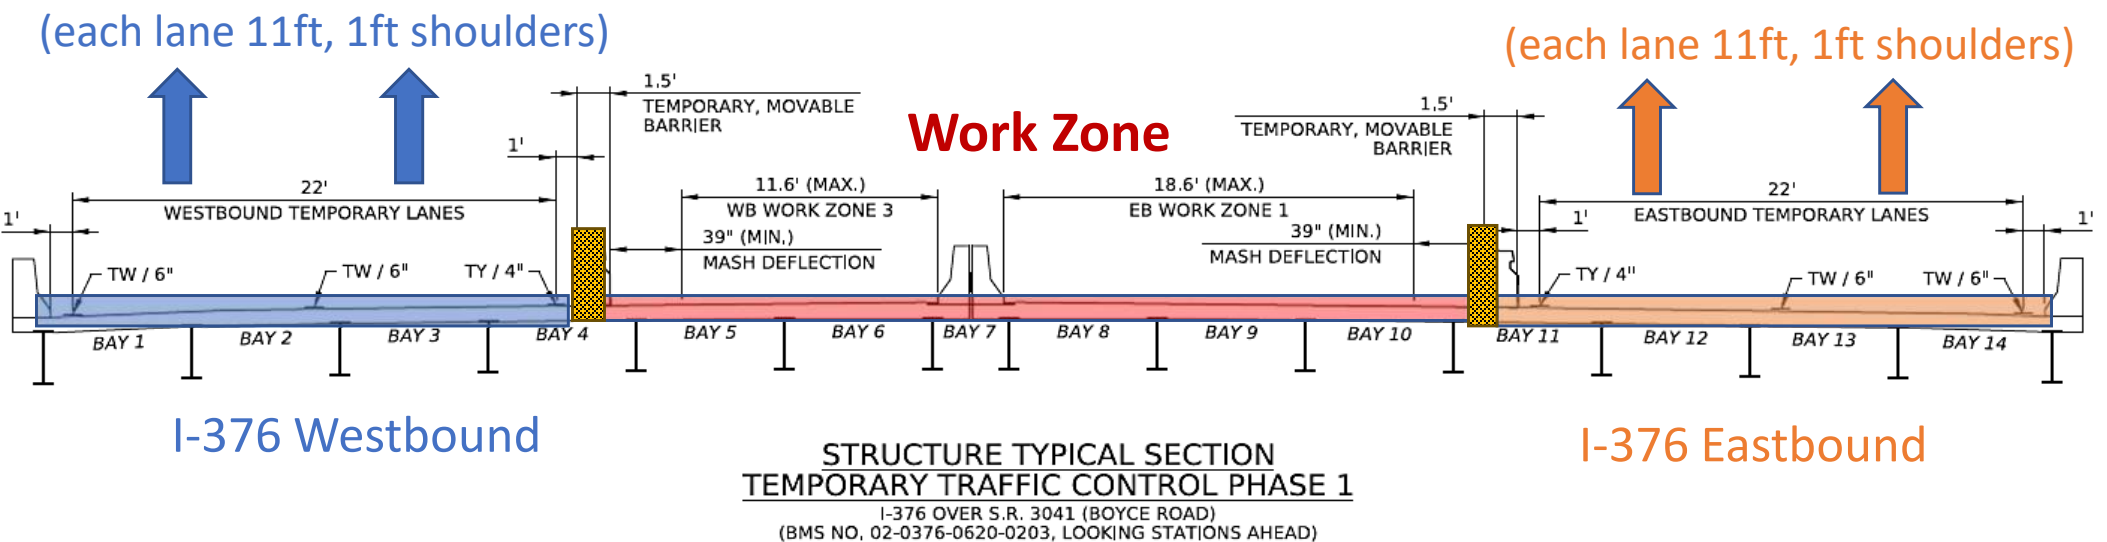 (each lane 11ft, 1ft shoulders)
(each lane 11ft, 1ft shoulders)
1.5'
TEMPORARY, MOVABLE
BARRIER
Work Zone
1.5'
TEMPORARY, MOVABLE
BARRIER
1'
22'
WESTBOUND TEMPORARY LANES
11.6' (MAX.)
WB WORK ZONE 3
18.6' (MAX.)
EB WORK ZONE 1
22'
EASTBOUND TEMPORARY LANES
1'
1'
1'
39" (MIN.)
MASH DEFLECTION
39" (MIN.)
MASH DEFLECTION
TW / 6"
TW / 6"
TY / 4"
TY / 4"
TW / 6"
TW / 6"
BAY 1
BAY 2
BAY 3
BAY 4
BAY 5
BAY 6
BAY 7
BAY 8
BAY 9
BAY 10
BAY 11
BAY 12
BAY 13
BAY 14
I-376 Westbound
I-376 Eastbound
STRUCTURE TYPICAL SECTION
TEMPORARY TRAFFIC CONTROL PHASE 1
I-376 OVER S.R. 3041 (BOYCE ROAD)
(BMS NO. 02-0376-0620-0203, LOOKING STATIONS AHEAD)